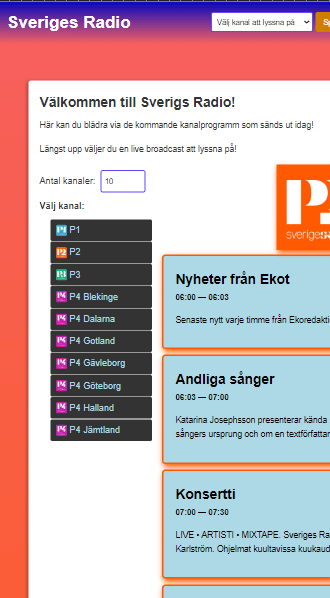 Sveriges Radio
Välj kanal att lyssna på
Välkommen till Sverigs Radio!
Här kan du bläddra via de kommande kanalprogramm som sänds ut idag!
Längst upp väljer du en live broadcast att lyssna på!
Antal kanaler: 10
Välj kanal:
P1
P2
P3
P4 Blekinge
P4 Dalarna
P4 Gotland
P4 Gävleborg
P4 Göteborg
P4 Halland
P4 Jämtland
Nyheter från Ekot
06:00 — 06:03
Senaste nytt varje timme från Ekoredakti
Andliga sånger
06:03 — 07:00
Katarina Josephsson presenterar kända
sångers ursprung och om en textförfattar
Konsertti
07:00 — 07:30
LIVE • ARTISTI • MIXTAPE. Sveriges Ra
Karlström. Ohjelmat kuultavissa kuukaud